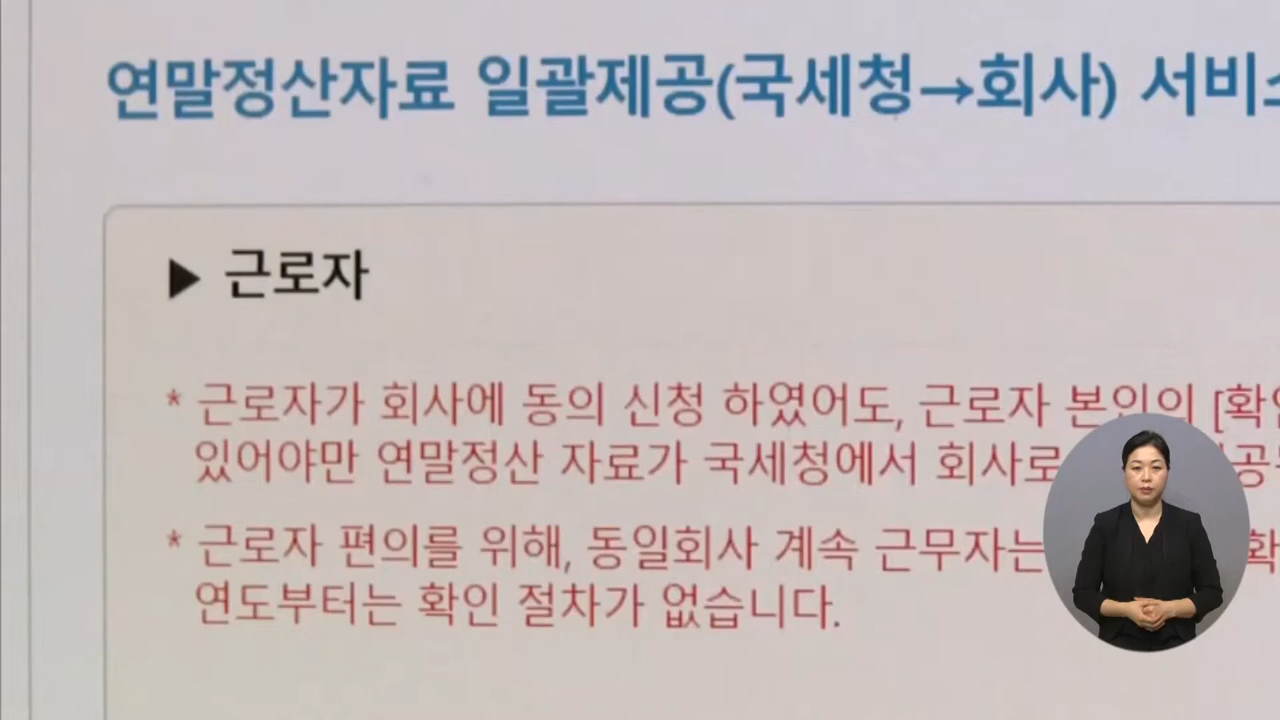 연말정산자료 일괄제공(국세청→회사) 서비
▶ 근로자
* 근로자가 회사에 동의 신청 하였어도, 근로자 본인의 [확
있어야만 연말정산 자료가 국세청에서 회사로
* 근로자 편의를 위해, 동일회사 계속 근무자는
연도부터는 확인 절차가 없습니다.